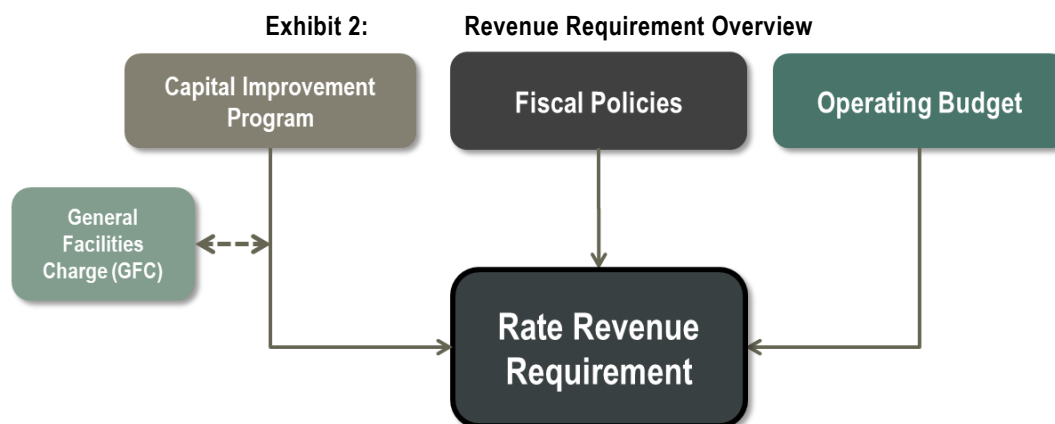 Exhibit 2: Revenue Requirement Overview
Capital Improvement
Program
Fiscal Policies
Operating Budget
General
Facilities
Charge (GFC)
Rate Revenue
Requirement